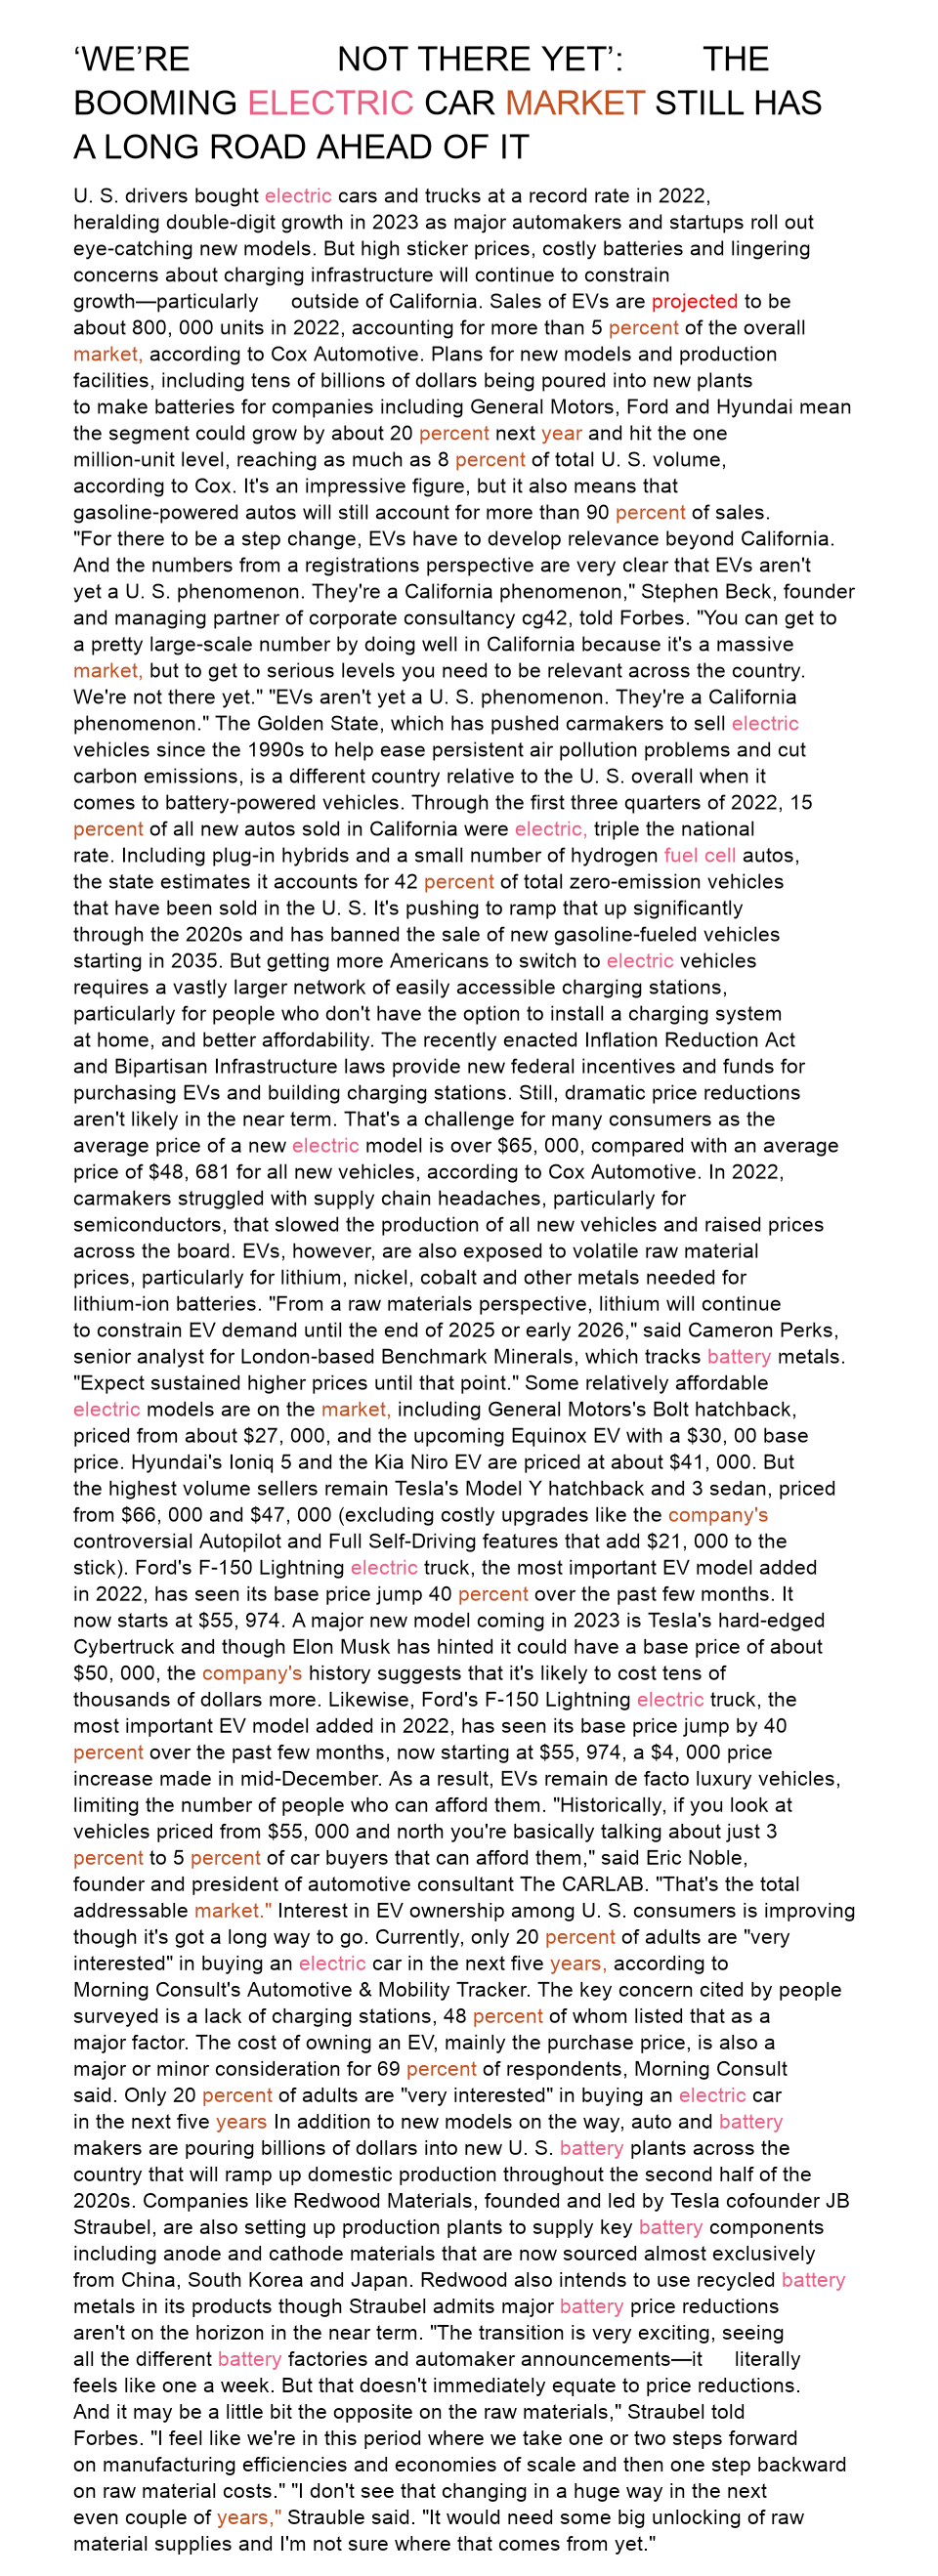 ‘WE’RE NOT THERE YET’: THE
BOOMING ELECTRIC CAR MARKET STILL HAS
A LONG ROAD AHEAD OF IT
U. S. drivers bought electric cars and trucks at a record rate in 2022,
heralding double-digit growth in 2023 as major automakers and startups roll out
eye-catching new models. But high sticker prices, costly batteries and lingering
concerns about charging infrastructure will continue to constrain
growth—particularly outside of California. Sales of EVs are projected to be
about 800, 000 units in 2022, accounting for more than 5 percent of the overall
market, according to Cox Automotive. Plans for new models and production
facilities, including tens of billions of dollars being poured into new plants
to make batteries for companies including General Motors, Ford and Hyundai mean
the segment could grow by about 20 percent next year and hit the one
million-unit level, reaching as much as 8 percent of total U. S. volume,
according to Cox. It's an impressive figure, but it also means that
gasoline-powered autos will still account for more than 90 percent of sales.
"For there to be a step change, EVs have to develop relevance beyond California.
And the numbers from a registrations perspective are very clear that EVs aren't
yet a U. S. phenomenon. They're a California phenomenon," Stephen Beck, founder
and managing partner of corporate consultancy cg42, told Forbes. "You can get to
a pretty large-scale number by doing well in California because it's a massive
market, but to get to serious levels you need to be relevant across the country.
We're not there yet." "EVs aren't yet a U. S. phenomenon. They're a California
phenomenon." The Golden State, which has pushed carmakers to sell electric
vehicles since the 1990s to help ease persistent air pollution problems and cut
carbon emissions, is a different country relative to the U. S. overall when it
comes to battery-powered vehicles. Through the first three quarters of 2022, 15
percent of all new autos sold in California were electric, triple the national
rate. Including plug-in hybrids and a small number of hydrogen fuel cell autos,
the state estimates it accounts for 42 percent of total zero-emission vehicles
that have been sold in the U. S. It's pushing to ramp that up significantly
through the 2020s and has banned the sale of new gasoline-fueled vehicles
starting in 2035. But getting more Americans to switch to electric vehicles
requires a vastly larger network of easily accessible charging stations,
particularly for people who don't have the option to install a charging system
at home, and better affordability. The recently enacted Inflation Reduction Act
and Bipartisan Infrastructure laws provide new federal incentives and funds for
purchasing EVs and building charging stations. Still, dramatic price reductions
aren't likely in the near term. That's a challenge for many consumers as the
average price of a new electric model is over $65, 000, compared with an average
price of $48, 681 for all new vehicles, according to Cox Automotive. In 2022,
carmakers struggled with supply chain headaches, particularly for
semiconductors, that slowed the production of all new vehicles and raised prices
across the board. EVs, however, are also exposed to volatile raw material
prices, particularly for lithium, nickel, cobalt and other metals needed for
lithium-ion batteries. "From a raw materials perspective, lithium will continue
to constrain EV demand until the end of 2025 or early 2026," said Cameron Perks,
senior analyst for London-based Benchmark Minerals, which tracks battery metals.
"Expect sustained higher prices until that point." Some relatively affordable
electric models are on the market, including General Motors's Bolt hatchback,
priced from about $27, 000, and the upcoming Equinox EV with a $30, 00 base
price. Hyundai's Ioniq 5 and the Kia Niro EV are priced at about $41, 000. But
the highest volume sellers remain Tesla's Model Y hatchback and 3 sedan, priced
from $66, 000 and $47, 000 (excluding costly upgrades like the company's
controversial Autopilot and Full Self-Driving features that add $21, 000 to the
stick). Ford's F-150 Lightning electric truck, the most important EV model added
in 2022, has seen its base price jump 40 percent over the past few months. It
now starts at $55, 974. A major new model coming in 2023 is Tesla's hard-edged
Cybertruck and though Elon Musk has hinted it could have a base price of about
$50, 000, the company's history suggests that it's likely to cost tens of
thousands of dollars more. Likewise, Ford's F-150 Lightning electric truck, the
most important EV model added in 2022, has seen its base price jump by 40
percent over the past few months, now starting at $55, 974, a $4, 000 price
increase made in mid-December. As a result, EVs remain de facto luxury vehicles,
limiting the number of people who can afford them. "Historically, if you look at
vehicles priced from $55, 000 and north you're basically talking about just 3
percent to 5 percent of car buyers that can afford them," said Eric Noble,
founder and president of automotive consultant The CARLAB. "That's the total
addressable market." Interest in EV ownership among U. S. consumers is improving
though it's got a long way to go. Currently, only 20 percent of adults are "very
interested" in buying an electric car in the next five years, according to
Morning Consult's Automotive & Mobility Tracker. The key concern cited by people
surveyed is a lack of charging stations, 48 percent of whom listed that as a
major factor. The cost of owning an EV, mainly the purchase price, is also a
major or minor consideration for 69 percent of respondents, Morning Consult
said. Only 20 percent of adults are "very interested" in buying an electric car
in the next five years In addition to new models on the way, auto and battery
makers are pouring billions of dollars into new U. S. battery plants across the
country that will ramp up domestic production throughout the second half of the
2020s. Companies like Redwood Materials, founded and led by Tesla cofounder JB
Straubel, are also setting up production plants to supply key battery components
including anode and cathode materials that are now sourced almost exclusively
from China, South Korea and Japan. Redwood also intends to use recycled battery
metals in its products though Straubel admits major battery price reductions
aren't on the horizon in the near term. "The transition is very exciting, seeing
all the different battery factories and automaker announcements—it literally
feels like one a week. But that doesn't immediately equate to price reductions.
And it may be a little bit the opposite on the raw materials," Straubel told
Forbes. "I feel like we're in this period where we take one or two steps forward
on manufacturing efficiencies and economies of scale and then one step backward
on raw material costs." "I don't see that changing in a huge way in the next
even couple of years," Strauble said. "It would need some big unlocking of raw
material supplies and I'm not sure where that comes from yet."